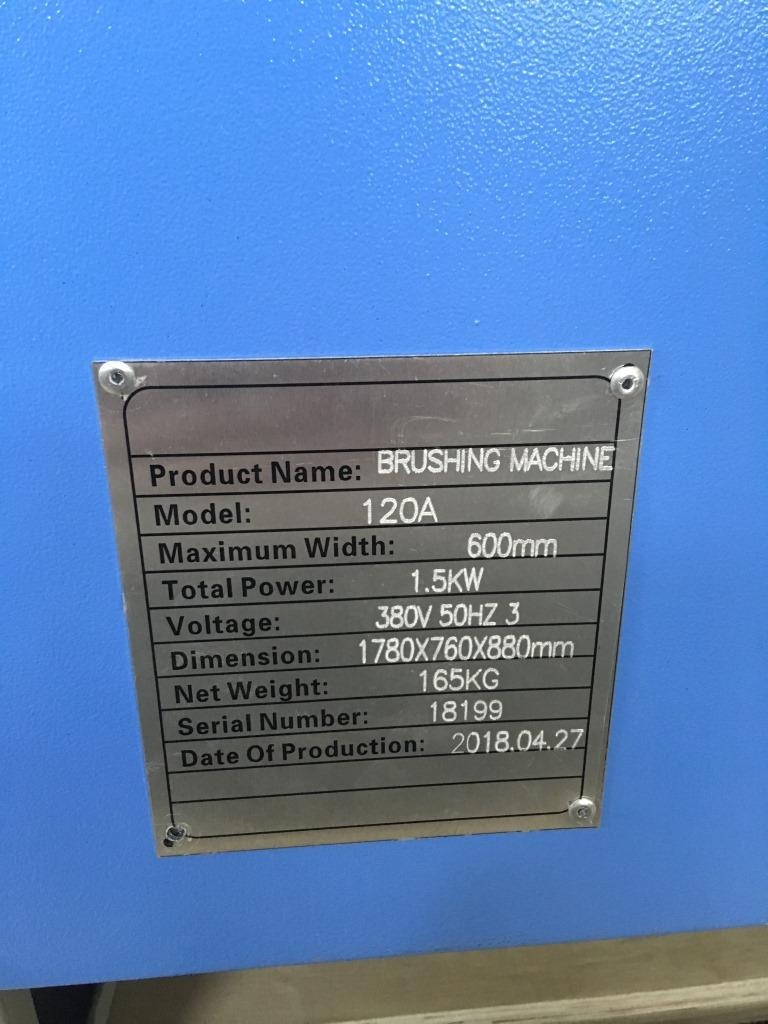 Product Name: BRUSHING MACHINE
Model: 120A
Maximum Width: 600mm
Total Power: 1.5KW
Voltage: 380V 50HZ 3
Dimension: 1780X760X880mm
Net Weight: 165KG
Serial Number: 18199
Date Of Production: 2018.04.27